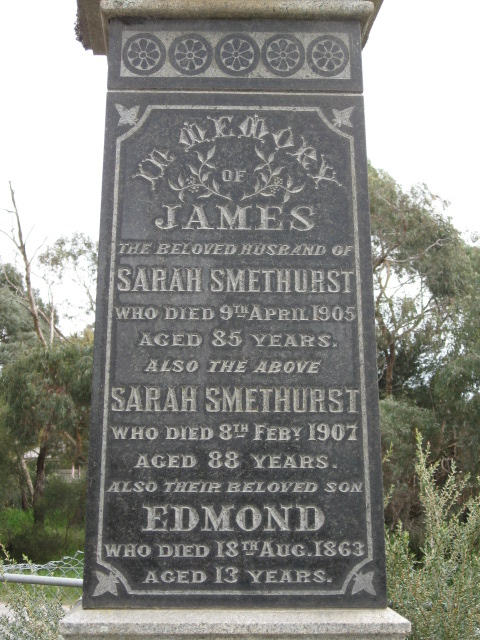 IN MEMORY
OF
JAMES
THE BELOVED HUSBAND OF
SARAH SMETHURST
WHO DIED 9TH APRIL 1905
AGED 85 YEARS.
ALSO THE ABOVE
SARAH SMETHURST
WHO DIED 8TH FEBY 1907
AGED 88 YEARS.
ALSO THEIR BELOVED SON
EDMOND
WHO DIED 18TH AUG. 1863
AGED 13 YEARS.